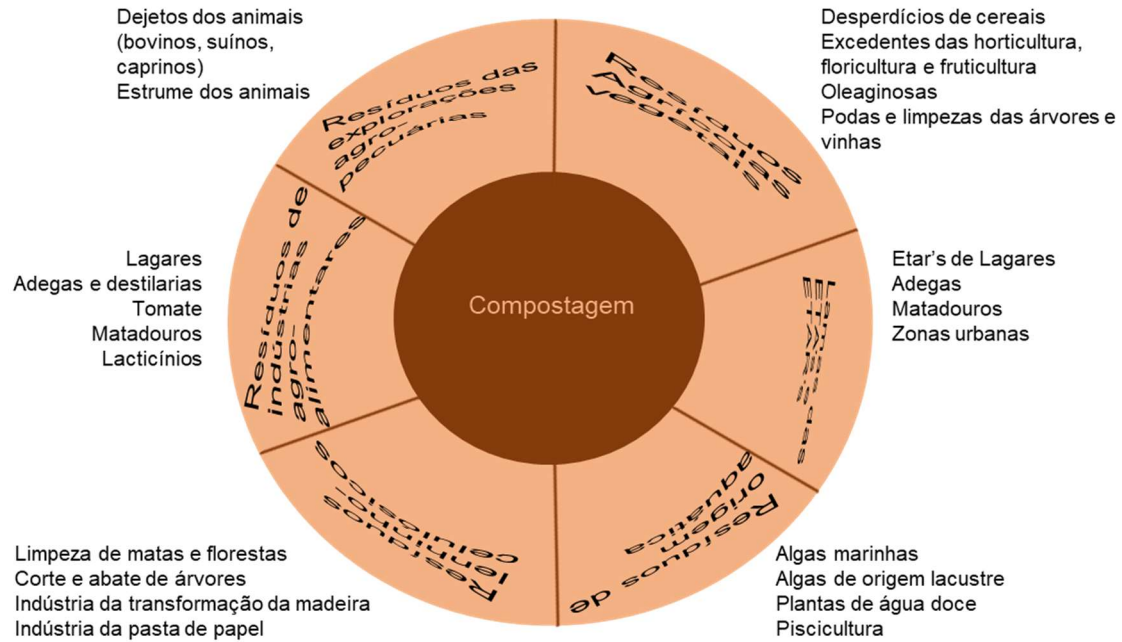 Dejetos dos animais
(bovinos, suínos,
caprinos)
Estrume dos animais
Desperdícios de cereais
Excedentes das horticultura,
floricultura e fruticultura
Oleaginosas
Podas e limpezas das árvores e
vinhas
Resíduos das
explorações
agro-
pecuárias
Resíduos
Agrícolas
vegetais
Lagares
Adegas e destilarias
Tomate
Matadouros
Lacticínios
Resíduos de
indústrias
agro-
alimentares
Compostagem
Lamas das
ETAS e
ETAR's
Etar’s de Lagares
Adegas
Matadouros
Zonas urbanas
Resíduos
celulósicos
Resíduos de
origem
aquática
Limpeza de matas e florestas
Corte e abate de árvores
Indústria da transformação da madeira
Indústria da pasta de papel
Algas marinhas
Algas de origem lacustre
Plantas de água doce
Piscicultura